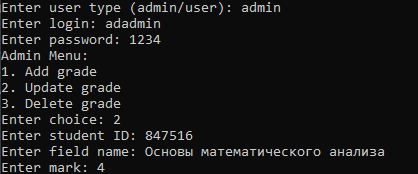 Enter user type (admin/user): admin
Enter login: adadmin
Enter password: 1234
Admin Menu:
1. Add grade
2. Update grade
3. Delete grade
Enter choice: 2
Enter student ID: 847516
Enter field name: Основы математического анализа
Enter mark: 4